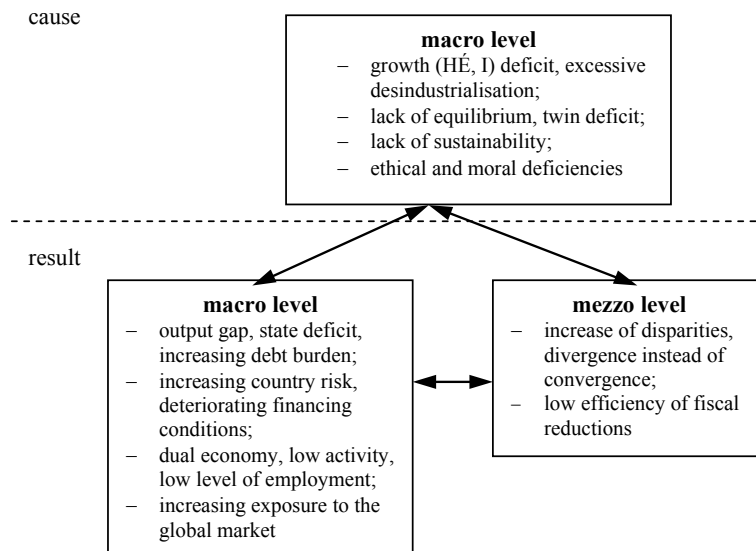 cause
macro level
– growth (HÉ, I) deficit, excessive
desindustrialisation;
– lack of equilibrium, twin deficit;
– lack of sustainability;
– ethical and moral deficiencies
result
macro level
– output gap, state deficit,
increasing debt burden;
– increasing country risk,
deteriorating financing
conditions;
– dual economy, low activity,
low level of employment;
– increasing exposure to the
global market
mezzo level
– increase of disparities,
divergence instead of
convergence;
– low efficiency of fiscal
reductions